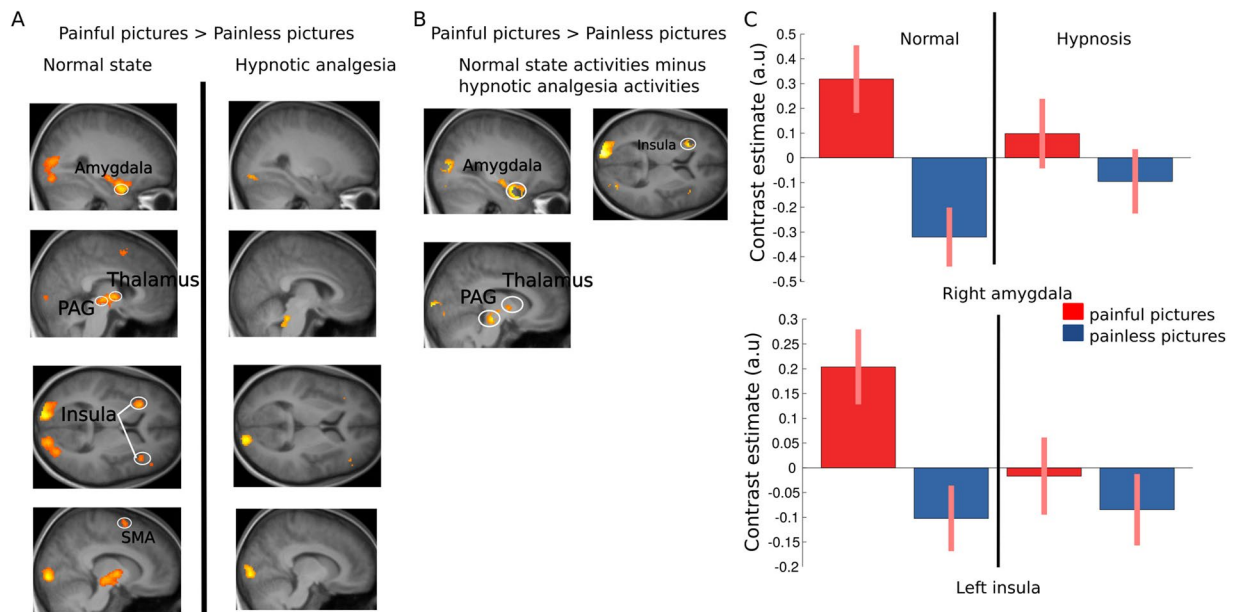 A
Painful pictures > Painless pictures
Normal state
Hypnotic analgesia
Amygdala
Thalamus
PAG
Insula
SMA
B
Painful pictures > Painless pictures
Normal state activities minus
hypnotic analgesia activities
Amygdala
Insula
Thalamus
PAG
C
Normal
Hypnosis
Contrast estimate (a.u)
0.5
0.4
0.3
0.2
0.1
0
-0.1
-0.2
-0.3
-0.4
-0.5
Right amygdala
painful pictures
painless pictures
Contrast estimate (a.u)
0.3
0.25
0.2
0.15
0.1
0.05
0
-0.05
-0.1
-0.15
-0.2
Left insula